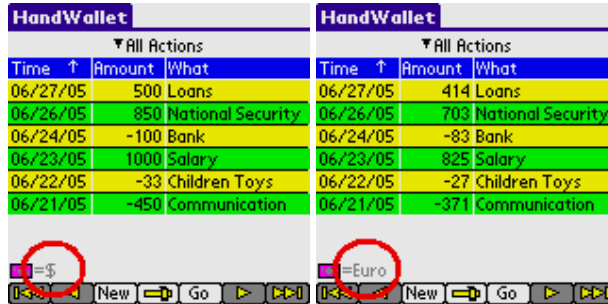 HandWallet
▼All Actions
Time ↑ Amount What
06/27/05 500 Loans
06/26/05 850 National Security
06/24/05 -100 Bank
06/23/05 1000 Salary
06/22/05 -33 Children Toys
06/21/05 -450 Communication
=$
New Go
HandWallet
▼All Actions
Time ↑ Amount What
06/27/05 414 Loans
06/26/05 703 National Security
06/24/05 -83 Bank
06/23/05 825 Salary
06/22/05 -27 Children Toys
06/21/05 -371 Communication
=Euro
New Go